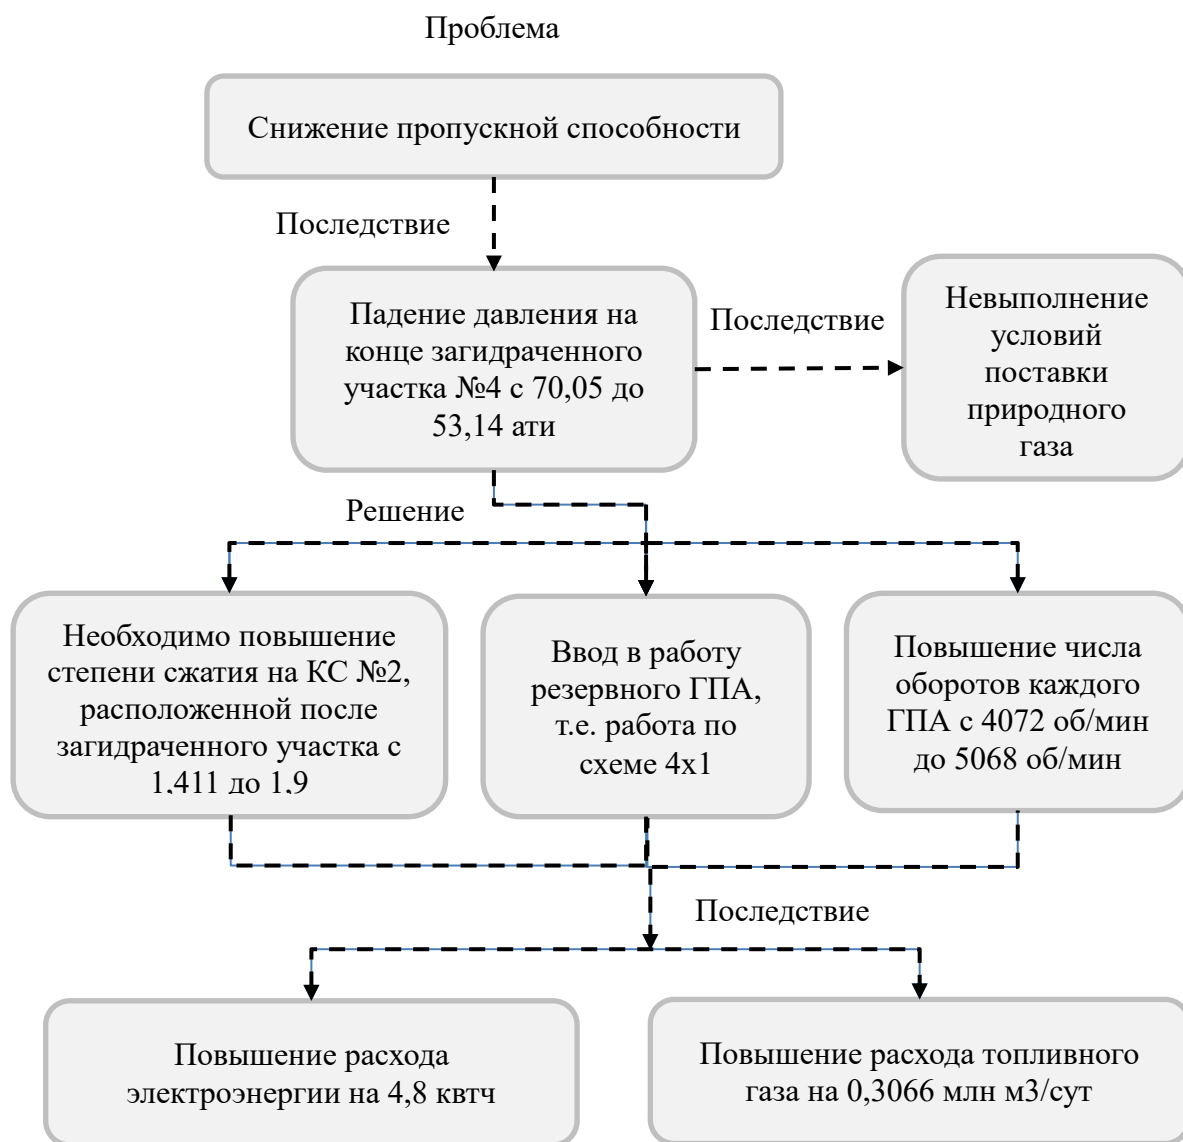 Проблема
Снижение пропускной способности
Последствие
Падение давления на
конце загидраченного
участка №4 с 70,05 до
53,14 ати
Последствие
Невыполнение
условий
поставки
природного
газа
Решение
Необходимо повышение
степени сжатия на КС №2,
расположенной после
загидраченного участка с
1,411 до 1,9
Ввод в работу
резервного ГПА,
т.е. работа по
схеме 4х1
Повышение числа
оборотов каждого
ГПА с 4072 об/мин
до 5068 об/мин
Последствие
Повышение расхода
электроэнергии на 4,8 квтч
Повышение расхода топливного
газа на 0,3066 млн м3/сут